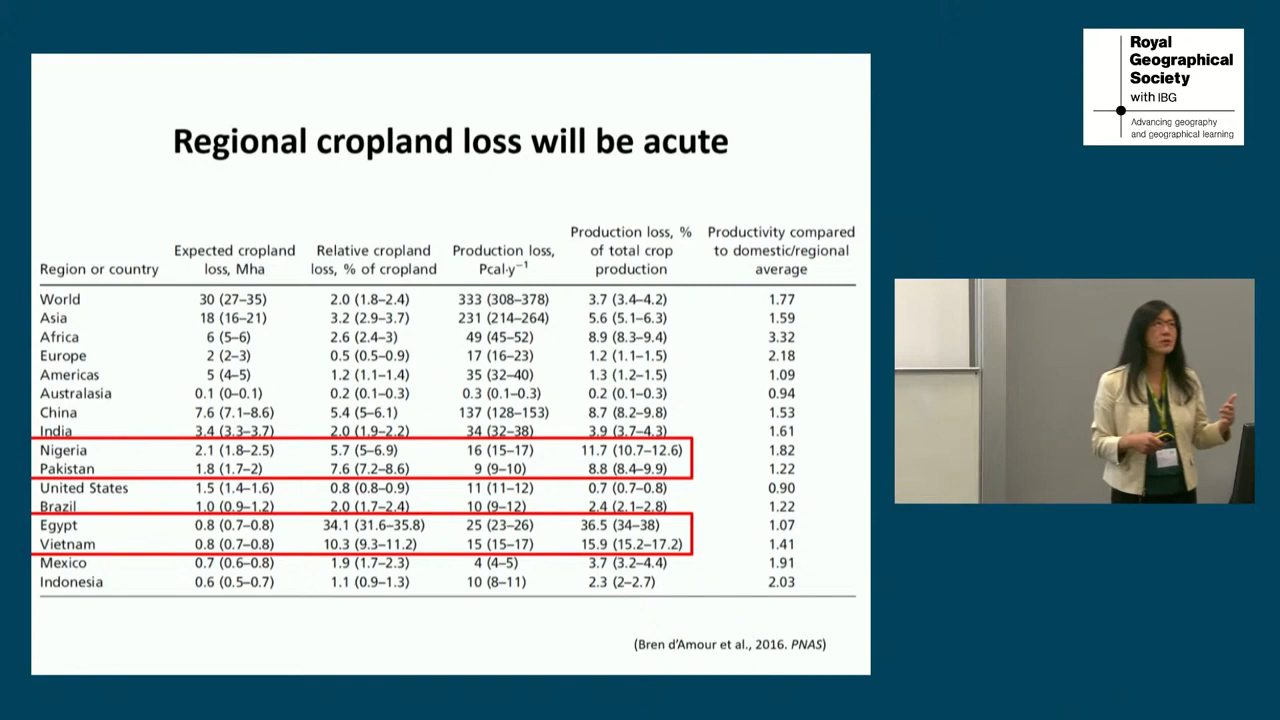 Royal
Geographical
Society
with IBG
Advancing geography
and geographical learning
Regional cropland loss will be acute
Region or country Expected cropland loss, Mha Relative cropland loss, % of cropland Production loss, Pcal·y⁻¹ Production loss, % of total crop production Productivity compared to domestic/regional average
World 30 (27–35) 2.0 (1.8–2.4) 333 (308–378) 3.7 (3.4–4.2) 1.77
Asia 18 (16–21) 3.2 (2.9–3.7) 231 (214–264) 5.6 (5.1–6.3) 1.59
Africa 6 (5–6) 2.6 (2.4–3) 49 (45–52) 8.9 (8.3–9.4) 3.32
Europe 2 (2–3) 0.5 (0.5–0.9) 17 (16–23) 1.2 (1.1–1.5) 2.18
Americas 5 (4–5) 1.2 (1.1–1.4) 35 (32–40) 1.3 (1.2–1.5) 1.09
Australasia 0.1 (0–0.1) 0.2 (0.1–0.3) 0.3 (0.1–0.3) 0.2 (0.1–0.3) 0.94
China 7.6 (7.1–8.6) 5.4 (5–6.1) 137 (128–153) 8.7 (8.2–9.8) 1.53
India 3.4 (3.3–3.7) 2.0 (1.9–2.2) 34 (32–38) 3.9 (3.7–4.3) 1.61
Nigeria 2.1 (1.8–2.5) 5.7 (5–6.9) 16 (15–17) 11.7 (10.7–12.6) 1.82
Pakistan 1.8 (1.7–2) 7.6 (7.2–8.6) 9 (9–10) 8.8 (8.4–9.9) 1.22
United States 1.5 (1.4–1.6) 0.8 (0.8–0.9) 11 (11–12) 0.7 (0.7–0.8) 0.90
Brazil 1.0 (0.9–1.2) 2.0 (1.7–2.4) 10 (9–12) 2.4 (2.1–2.8) 1.22
Egypt 0.8 (0.7–0.8) 34.1 (31.6–35.8) 25 (23–26) 36.5 (34–38) 1.07
Vietnam 0.8 (0.7–0.8) 10.3 (9.3–11.2) 15 (15–17) 15.9 (15.2–17.2) 1.41
Mexico 0.7 (0.6–0.8) 1.9 (1.7–2.3) 4 (4–5) 3.7 (3.2–4.4) 1.91
Indonesia 0.6 (0.5–0.7) 1.1 (0.9–1.3) 10 (8–11) 2.3 (2–2.7) 2.03
(Bren d’Amour et al., 2016. PNAS)